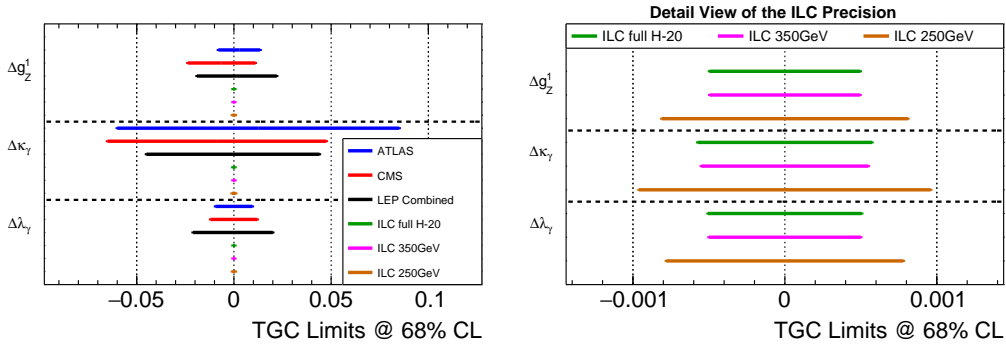 Δg¹_Z
Δκ_γ
Δλ_γ
ATLAS
CMS
LEP Combined
ILC full H-20
ILC 350GeV
ILC 250GeV
−0.05 0 0.05 0.1
TGC Limits @ 68% CL
Detail View of the ILC Precision
ILC full H-20 ILC 350GeV ILC 250GeV
Δg¹_Z
Δκ_γ
Δλ_γ
−0.001 0 0.001
TGC Limits @ 68% CL